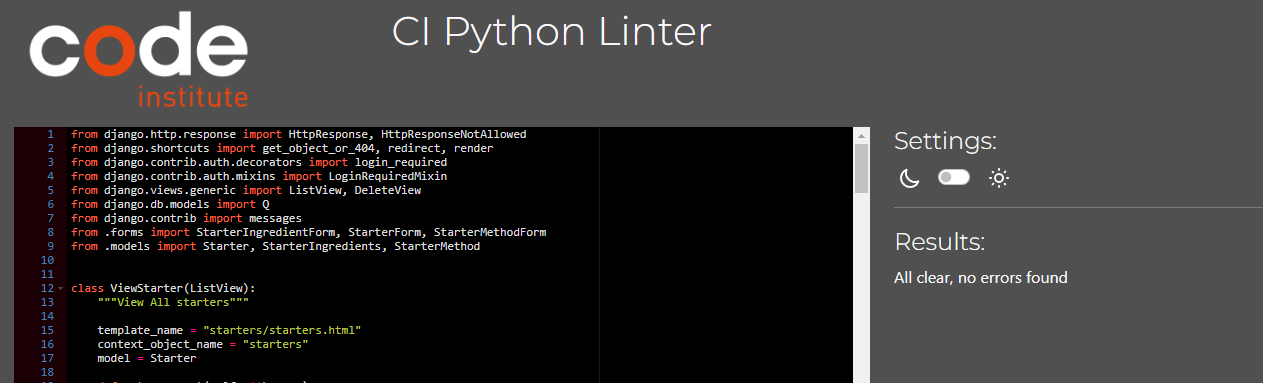 code
institute
CI Python Linter
1 from django.http.response import HttpResponse, HttpResponseNotAllowed
2 from django.shortcuts import get_object_or_404, redirect, render
3 from django.contrib.auth.decorators import login_required
4 from django.contrib.auth.mixins import LoginRequiredMixin
5 from django.views.generic import ListView, DeleteView
6 from django.db.models import Q
7 from django.contrib import messages
8 from .forms import StarterIngredientForm, StarterForm, StarterMethodForm
9 from .models import Starter, StarterIngredients, StarterMethod
10
11
12 class ViewStarter(ListView):
13     """View All starters"""
14
15     template_name = "starters/starters.html"
16     context_object_name = "starters"
17     model = Starter
18
Settings:
Results:
All clear, no errors found